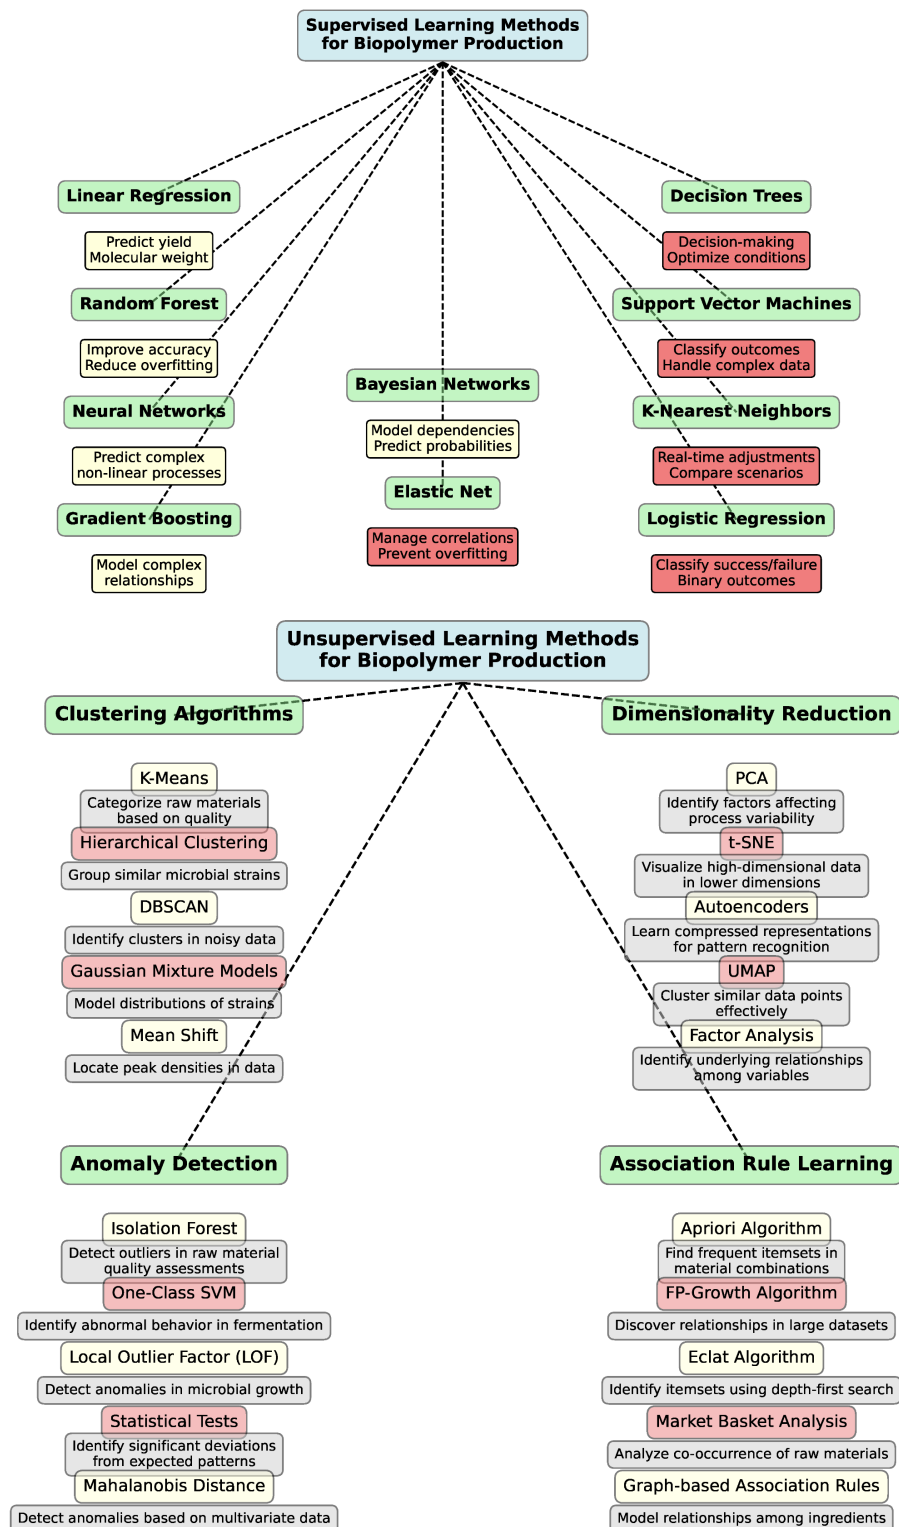 Supervised Learning Methods
for Biopolymer Production
Linear Regression
Predict yield
Molecular weight
Random Forest
Improve accuracy
Reduce overfitting
Neural Networks
Predict complex
non-linear processes
Gradient Boosting
Model complex
relationships
Bayesian Networks
Model dependencies
Predict probabilities
Elastic Net
Manage correlations
Prevent overfitting
Decision Trees
Decision-making
Optimize conditions
Support Vector Machines
Classify outcomes
Handle complex data
K-Nearest Neighbors
Real-time adjustments
Compare scenarios
Logistic Regression
Classify success/failure
Binary outcomes
Unsupervised Learning Methods
for Biopolymer Production
Clustering Algorithms
K-Means
Categorize raw materials
based on quality
Hierarchical Clustering
Group similar microbial strains
DBSCAN
Identify clusters in noisy data
Gaussian Mixture Models
Model distributions of strains
Mean Shift
Locate peak densities in data
Dimensionality Reduction
PCA
Identify factors affecting
process variability
t-SNE
Visualize high-dimensional data
in lower dimensions
Autoencoders
Learn compressed representations
for pattern recognition
UMAP
Cluster similar data points
effectively
Factor Analysis
Identify underlying relationships
among variables
Anomaly Detection
Isolation Forest
Detect outliers in raw material
quality assessments
One-Class SVM
Identify abnormal behavior in fermentation
Local Outlier Factor (LOF)
Detect anomalies in microbial growth
Statistical Tests
Identify significant deviations
from expected patterns
Mahalanobis Distance
Detect anomalies based on multivariate data
Association Rule Learning
Apriori Algorithm
Find frequent itemsets in
material combinations
FP-Growth Algorithm
Discover relationships in large datasets
Eclat Algorithm
Identify itemsets using depth-first search
Market Basket Analysis
Analyze co-occurrence of raw materials
Graph-based Association Rules
Model relationships among ingredients